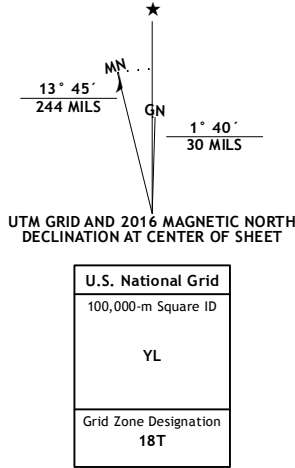 ★
MN
GN
13° 45´
244 MILS
1° 40´
30 MILS
UTM GRID AND 2016 MAGNETIC NORTH
DECLINATION AT CENTER OF SHEET
U.S. National Grid
100,000-m Square ID
YL
Grid Zone Designation
18T